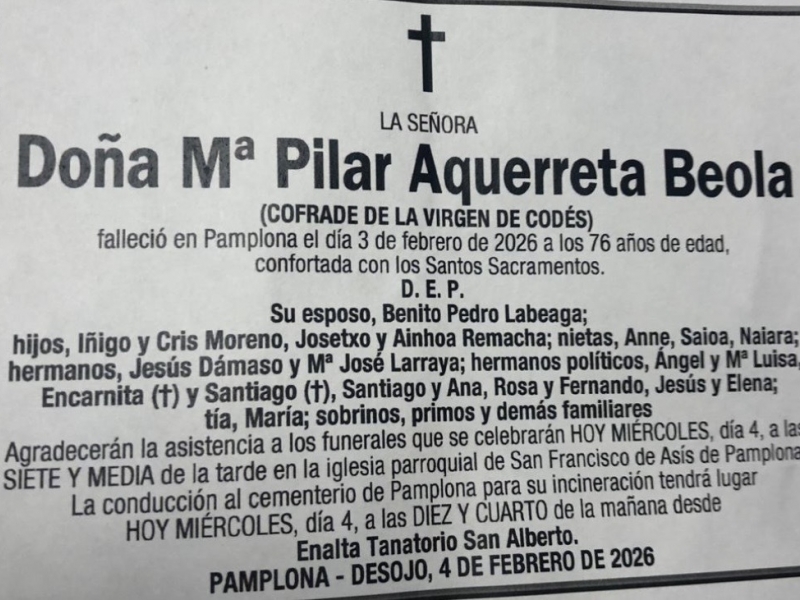 LA SEÑORA
Doña Mª Pilar Aquerreta Beola
(COFRADE DE LA VIRGEN DE CODÉS)
falleció en Pamplona el día 3 de febrero de 2026 a los 76 años de edad,
confortada con los Santos Sacramentos.
D. E. P.
Su esposo, Benito Pedro Labeaga;
hijos, Iñigo y Cris Moreno, Josetxo y Ainhoa Remacha; nietas, Anne, Saioa, Naiara;
hermanos, Jesús Dámaso y Mª José Larraya; hermanos políticos, Ángel y Mª Luisa,
Encarnita (†) y Santiago (†), Santiago y Ana, Rosa y Fernando, Jesús y Elena;
tía, María; sobrinos, primos y demás familiares
Agradecerán la asistencia a los funerales que se celebrarán HOY MIÉRCOLES, día 4, a las
SIETE Y MEDIA de la tarde en la iglesia parroquial de San Francisco de Asís de Pamplona
La conducción al cementerio de Pamplona para su incineración tendrá lugar
HOY MIÉRCOLES, día 4, a las DIEZ Y CUARTO de la mañana desde
Enalta Tanatorio San Alberto.
PAMPLONA - DESOJO, 4 DE FEBRERO DE 2026